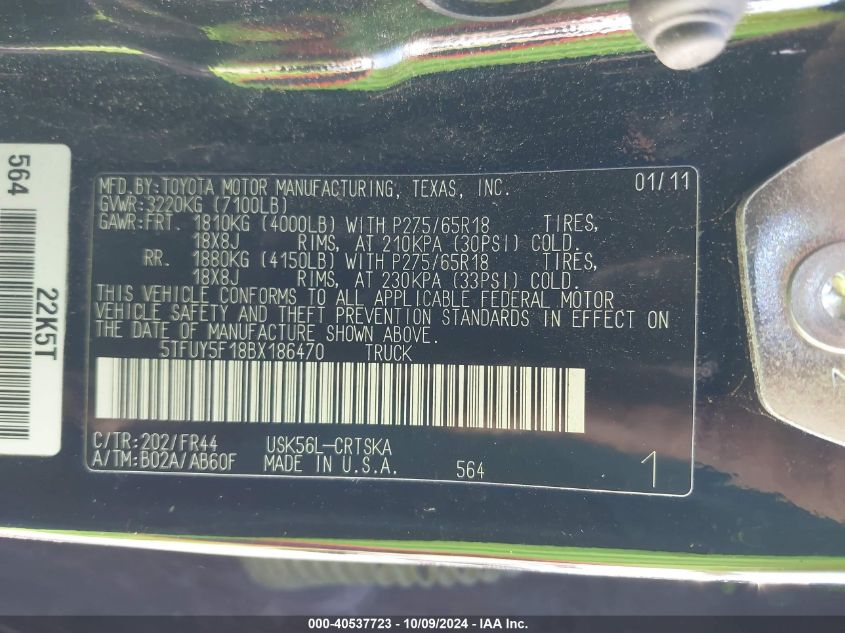 564
22K5T
MFD.BY:TOYOTA MOTOR MANUFACTURING, TEXAS, INC. 01/11
GVWR:3220KG (7100LB)
GAWR:FRT. 1810KG (4000LB) WITH P275/65R18 TIRES,
18X8J RIMS, AT 210KPA (30PSI) COLD.
RR. 1880KG (4150LB) WITH P275/65R18 TIRES,
18X8J RIMS, AT 230KPA (33PSI) COLD.
THIS VEHICLE CONFORMS TO ALL APPLICABLE FEDERAL MOTOR
VEHICLE SAFETY AND THEFT PREVENTION STANDARDS IN EFFECT ON
THE DATE OF MANUFACTURE SHOWN ABOVE.
5TFUY5F18BX186470 TRUCK
C/TR:202/FR44 USK56L-CRTSKA
A/TM:B02A/AB60F MADE IN U.S.A. 564 1
000-40537723 - 10/09/2024 - IAA Inc.